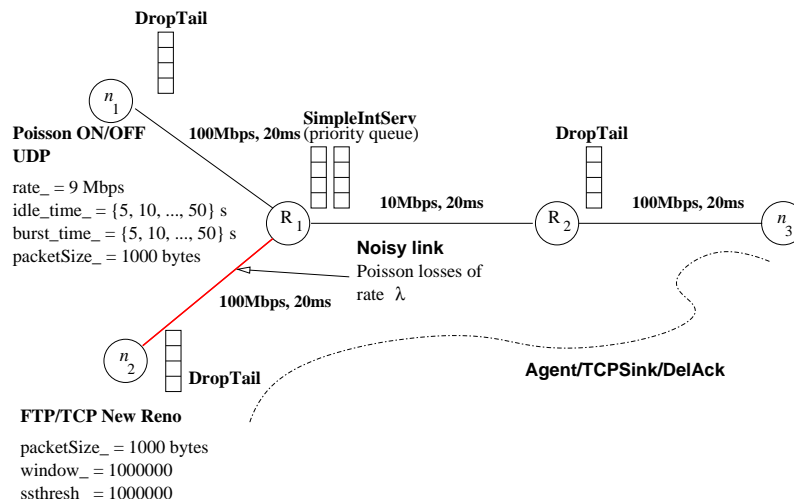 DropTail
n1
Poisson ON/OFF
UDP
rate_ = 9 Mbps
idle_time_ = {5, 10, ..., 50} s
burst_time_ = {5, 10, ..., 50} s
packetSize_ = 1000 bytes
100Mbps, 20ms
SimpleIntServ
(priority queue)
R1
10Mbps, 20ms
DropTail
R2
100Mbps, 20ms
n3
Noisy link
Poisson losses of
rate λ
100Mbps, 20ms
n2
DropTail
Agent/TCPSink/DelAck
FTP/TCP New Reno
packetSize_ = 1000 bytes
window_ = 1000000
ssthresh_ = 1000000